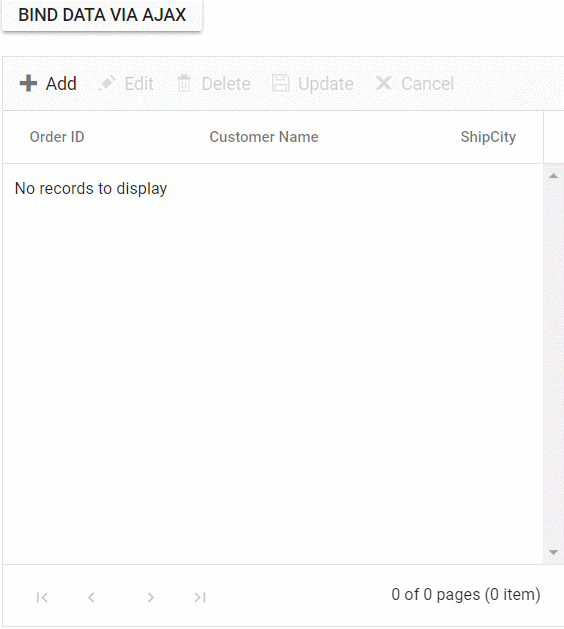 BIND DATA VIA AJAX
Add Edit Delete Update Cancel
Order ID Customer Name ShipCity
No records to display
0 of 0 pages (0 item)